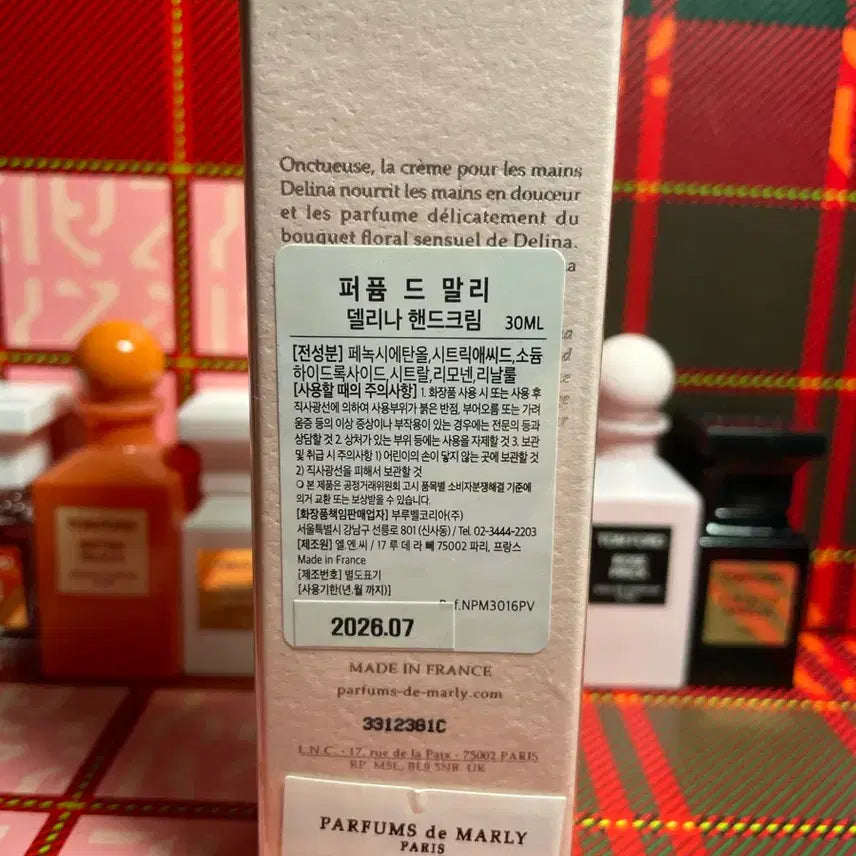 Onctueuse, la crème pour les mains
Delina nourrit les mains en douceur
et les parfume délicatement du
bouquet floral sensuel de Delina.
퍼퓸 드 말리
델리나 핸드크림 30ML
[전성분] 페녹시에탄올,시트릭애씨드,소듐
하이드록사이드,시트랄,리모넨,리날룰
[사용할 때의 주의사항] 1. 화장품 사용 시 또는 사용 후
직사광선에 의하여 사용부위가 붉은 반점, 부어오름 또는 가려
움증 등의 이상 증상이나 부작용이 있는 경우에는 전문의 등과
상담할 것 2. 상처가 있는 부위 등에는 사용을 자제할 것 3. 보관
및 취급 시 주의사항 1) 어린이의 손이 닿지 않는 곳에 보관할 것
2) 직사광선을 피해서 보관할 것
○ 본 제품은 공정거래위원회 고시 품목별 소비자분쟁해결 기준에
의거 교환 또는 보상받을 수 있습니다.
[화장품책임판매업자] 부루벨코리아(주)
서울특별시 강남구 선릉로 801 (신사동) / Tel. 02-3444-2203
[제조원] 엘.엔.씨 / 17 루 데 라 뻬 75002 파리, 프랑스
Made in France
[제조번호] 별도표기
[사용기한(년.월 까지)]
Ref.NPM3016PV
2026.07
MADE IN FRANCE
parfums-de-marly.com
3312361C
L.N.C. - 17, rue de la Paix - 75002 PARIS
RP MSL, BL9 5NB, UK
PARFUMS de MARLY
PARIS
TOM FORD